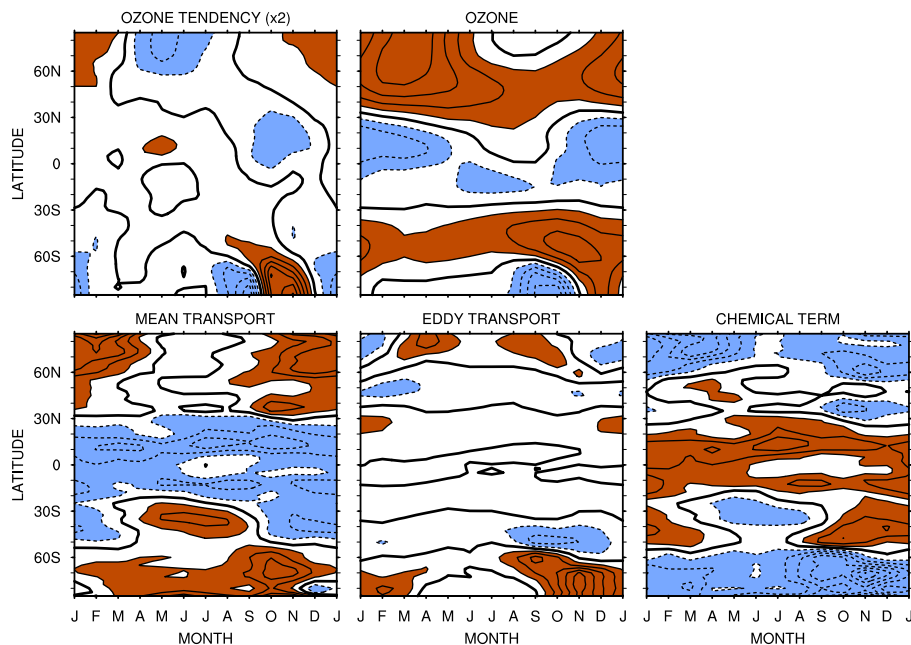 OZONE TENDENCY (x2) OZONE
60N
30N
0
30S
60S
LATITUDE
MEAN TRANSPORT EDDY TRANSPORT CHEMICAL TERM
60N
30N
0
30S
60S
LATITUDE
J F M A M J J A S O N D J J F M A M J J A S O N D J J F M A M J J A S O N D J
MONTH MONTH MONTH